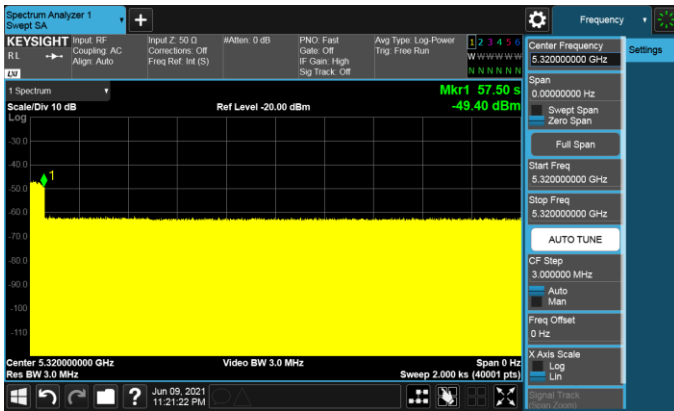 Spectrum Analyzer 1
Swept SA
Frequency
KEYSIGHT
RL
LXI
Input: RF
Coupling: AC
Align: Auto
Input Z: 50 Ω
Corrections: Off
Freq Ref: Int (S)
#Atten: 0 dB
PNO: Fast
Gate: Off
IF Gain: High
Sig Track: Off
Avg Type: Log-Power
Trig: Free Run
1 2 3 4 5 6
W W W W W W
N N N N N N
1 Spectrum
Scale/Div 10 dB
Log
Ref Level -20.00 dBm
Mkr1 57.50 s
-49.40 dBm
1
-30.0
-40.0
-50.0
-60.0
-70.0
-80.0
-90.0
-100
-110
Center 5.320000000 GHz
Res BW 3.0 MHz
Video BW 3.0 MHz
Span 0 Hz
Sweep 2.000 ks (40001 pts)
Jun 09, 2021
11:21:22 PM
?
Center Frequency
5.320000000 GHz
Span
0.00000000 Hz
Swept Span
Zero Span
Full Span
Start Freq
5.320000000 GHz
Stop Freq
5.320000000 GHz
AUTO TUNE
CF Step
3.000000 MHz
Auto
Man
Freq Offset
0 Hz
X Axis Scale
Log
Lin
Signal Track
(Span Zoom)
Settings